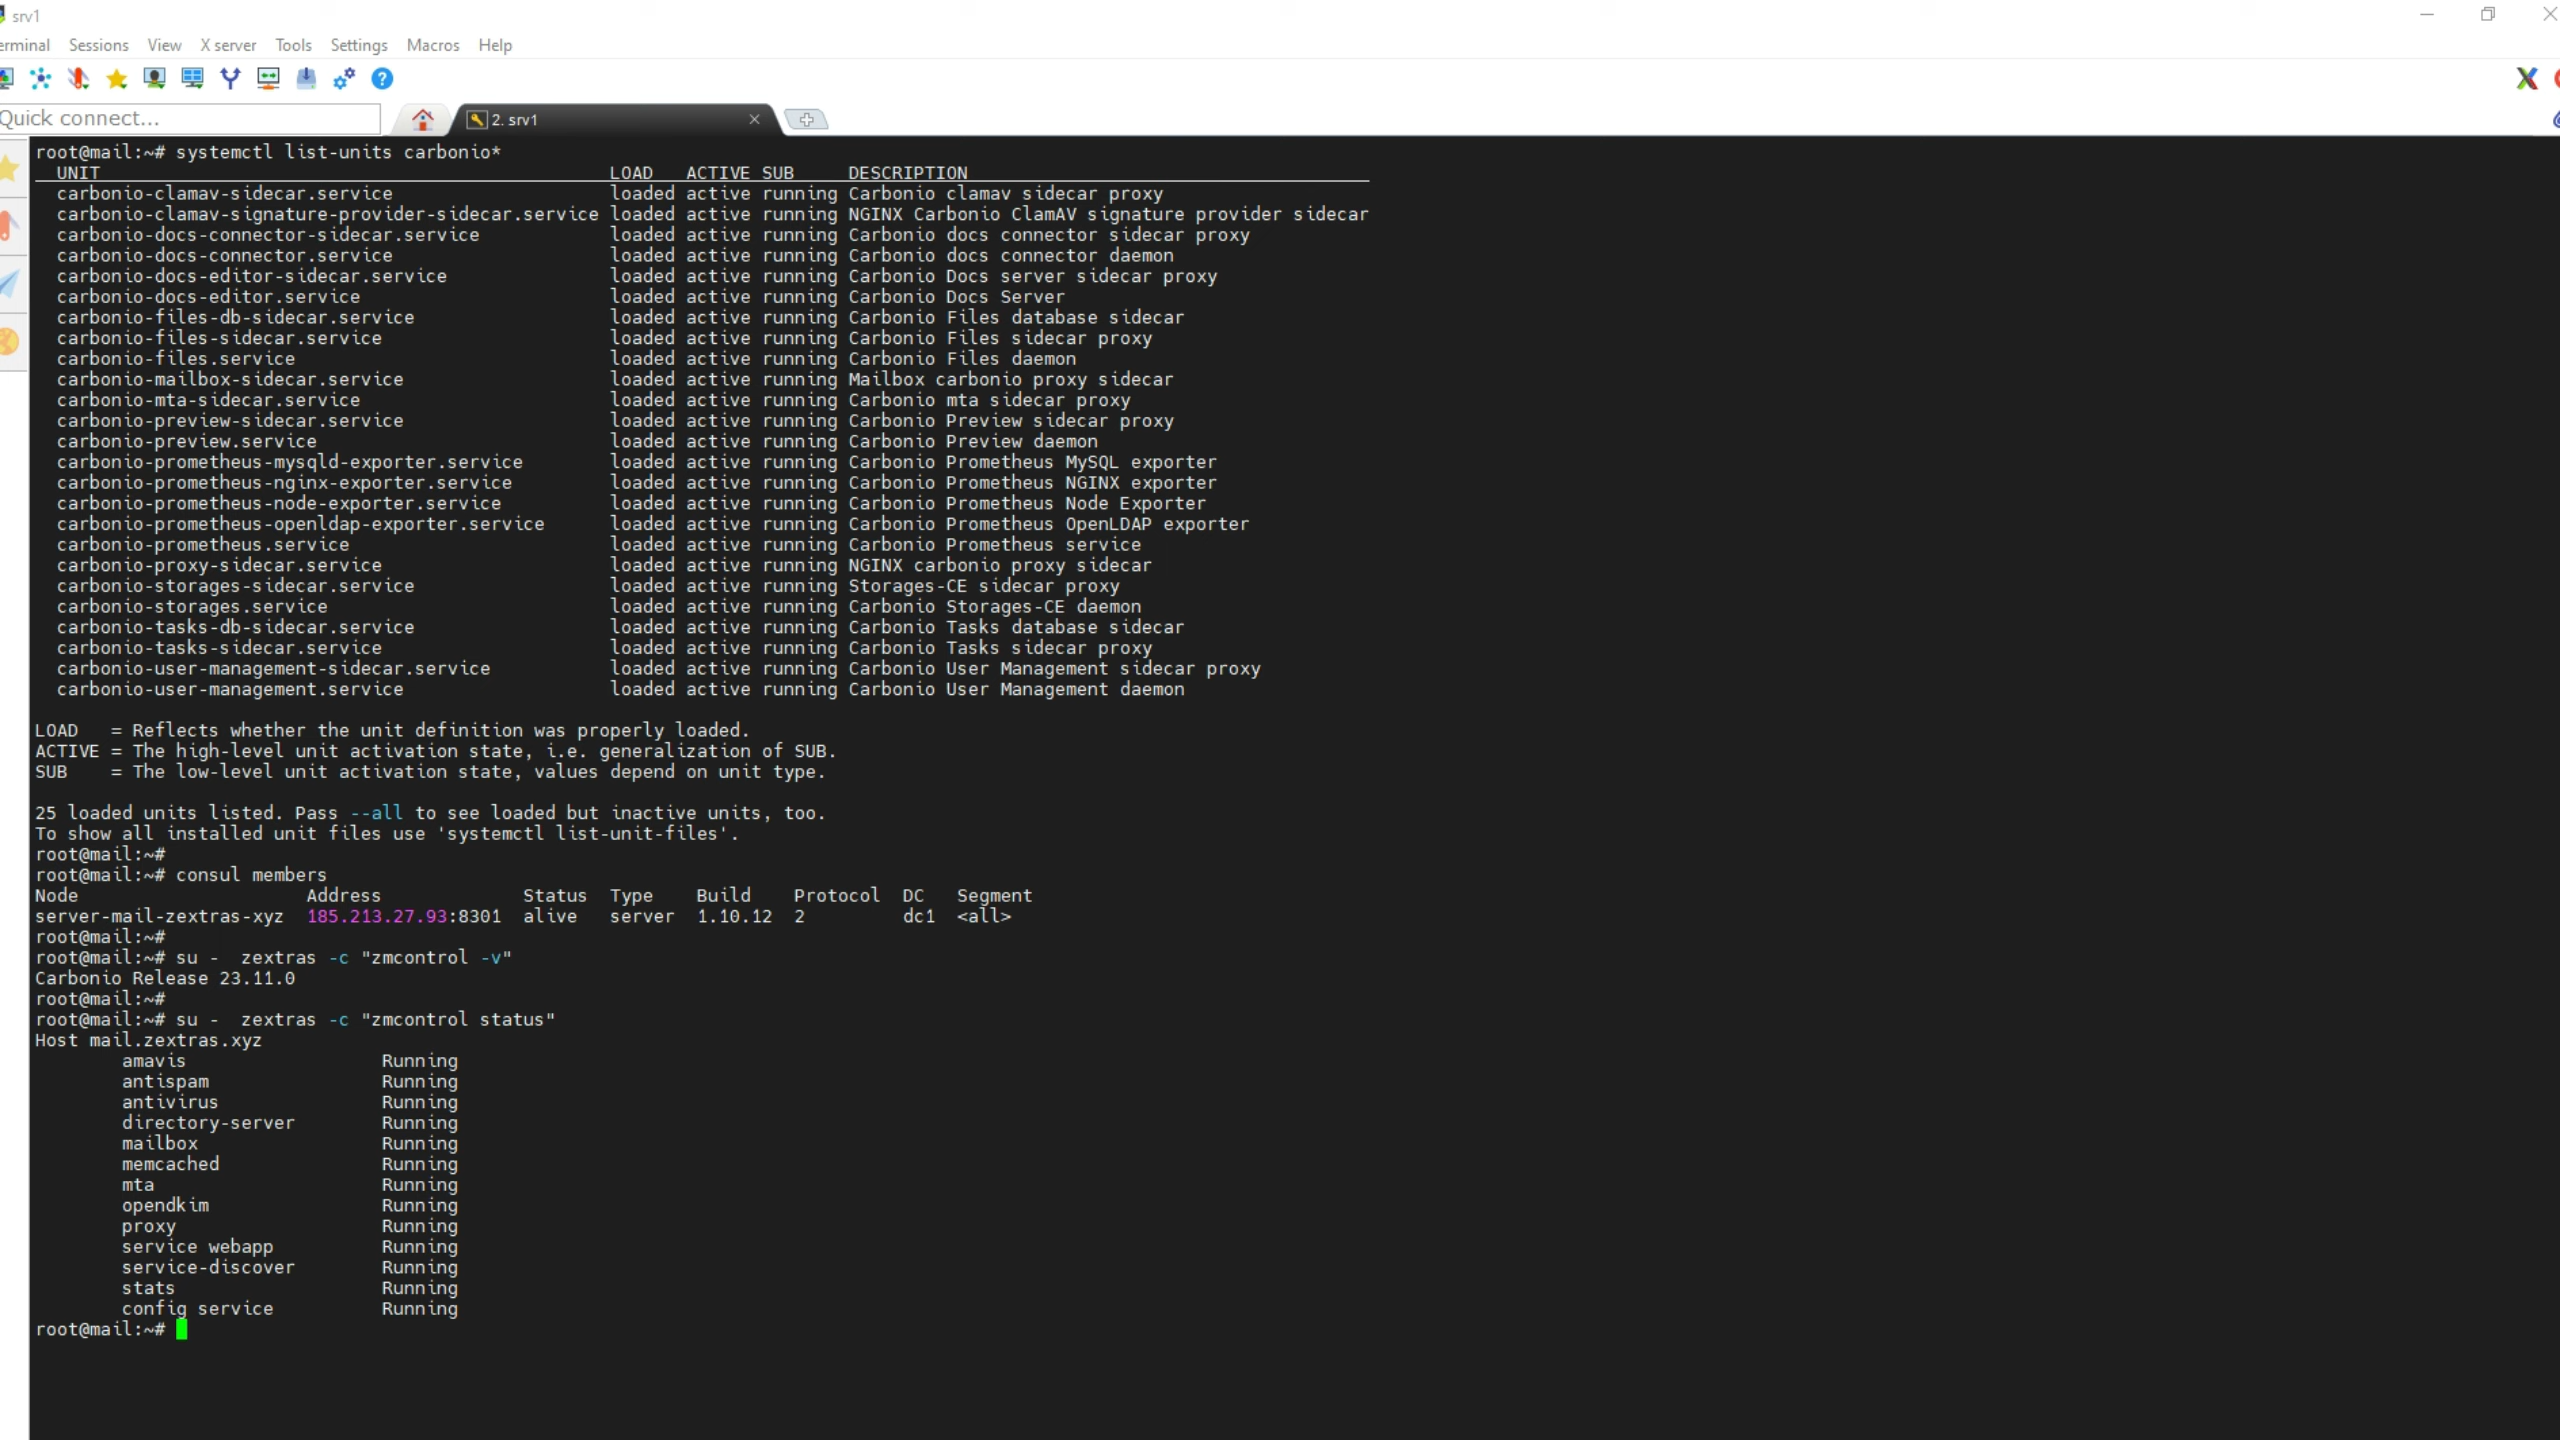 srv1
erminal Sessions View X server Tools Settings Macros Help
Quick connect... 2. srv1
root@mail:~# systemctl list-units carbonio*
UNIT LOAD ACTIVE SUB DESCRIPTION
carbonio-clamav-sidecar.service loaded active running Carbonio clamav sidecar proxy
carbonio-clamav-signature-provider-sidecar.service loaded active running NGINX Carbonio ClamAV signature provider sidecar
carbonio-docs-connector-sidecar.service loaded active running Carbonio docs connector sidecar proxy
carbonio-docs-connector.service loaded active running Carbonio docs connector daemon
carbonio-docs-editor-sidecar.service loaded active running Carbonio Docs server sidecar proxy
carbonio-docs-editor.service loaded active running Carbonio Docs Server
carbonio-files-db-sidecar.service loaded active running Carbonio Files database sidecar
carbonio-files-sidecar.service loaded active running Carbonio Files sidecar proxy
carbonio-files.service loaded active running Carbonio Files daemon
carbonio-mailbox-sidecar.service loaded active running Mailbox carbonio proxy sidecar
carbonio-mta-sidecar.service loaded active running Carbonio mta sidecar proxy
carbonio-preview-sidecar.service loaded active running Carbonio Preview sidecar proxy
carbonio-preview.service loaded active running Carbonio Preview daemon
carbonio-prometheus-mysqld-exporter.service loaded active running Carbonio Prometheus MySQL exporter
carbonio-prometheus-nginx-exporter.service loaded active running Carbonio Prometheus NGINX exporter
carbonio-prometheus-node-exporter.service loaded active running Carbonio Prometheus Node Exporter
carbonio-prometheus-openldap-exporter.service loaded active running Carbonio Prometheus OpenLDAP exporter
carbonio-prometheus.service loaded active running Carbonio Prometheus service
carbonio-proxy-sidecar.service loaded active running NGINX carbonio proxy sidecar
carbonio-storages-sidecar.service loaded active running Storages-CE sidecar proxy
carbonio-storages.service loaded active running Carbonio Storages-CE daemon
carbonio-tasks-db-sidecar.service loaded active running Carbonio Tasks database sidecar
carbonio-tasks-sidecar.service loaded active running Carbonio Tasks sidecar proxy
carbonio-user-management-sidecar.service loaded active running Carbonio User Management sidecar proxy
carbonio-user-management.service loaded active running Carbonio User Management daemon
LOAD = Reflects whether the unit definition was properly loaded.
ACTIVE = The high-level unit activation state, i.e. generalization of SUB.
SUB = The low-level unit activation state, values depend on unit type.
25 loaded units listed. Pass --all to see loaded but inactive units, too.
To show all installed unit files use 'systemctl list-unit-files'.
root@mail:~#
root@mail:~# consul members
Node Address Status Type Build Protocol DC Segment
server-mail-zextras-xyz 185.213.27.93:8301 alive server 1.10.12 2 dc1 <all>
root@mail:~#
root@mail:~# su - zextras -c "zmcontrol -v"
Carbonio Release 23.11.0
root@mail:~#
root@mail:~# su - zextras -c "zmcontrol status"
Host mail.zextras.xyz
amavis Running
antispam Running
antivirus Running
directory-server Running
mailbox Running
memcached Running
mta Running
opendkim Running
proxy Running
service webapp Running
service-discover Running
stats Running
config service Running
root@mail:~#